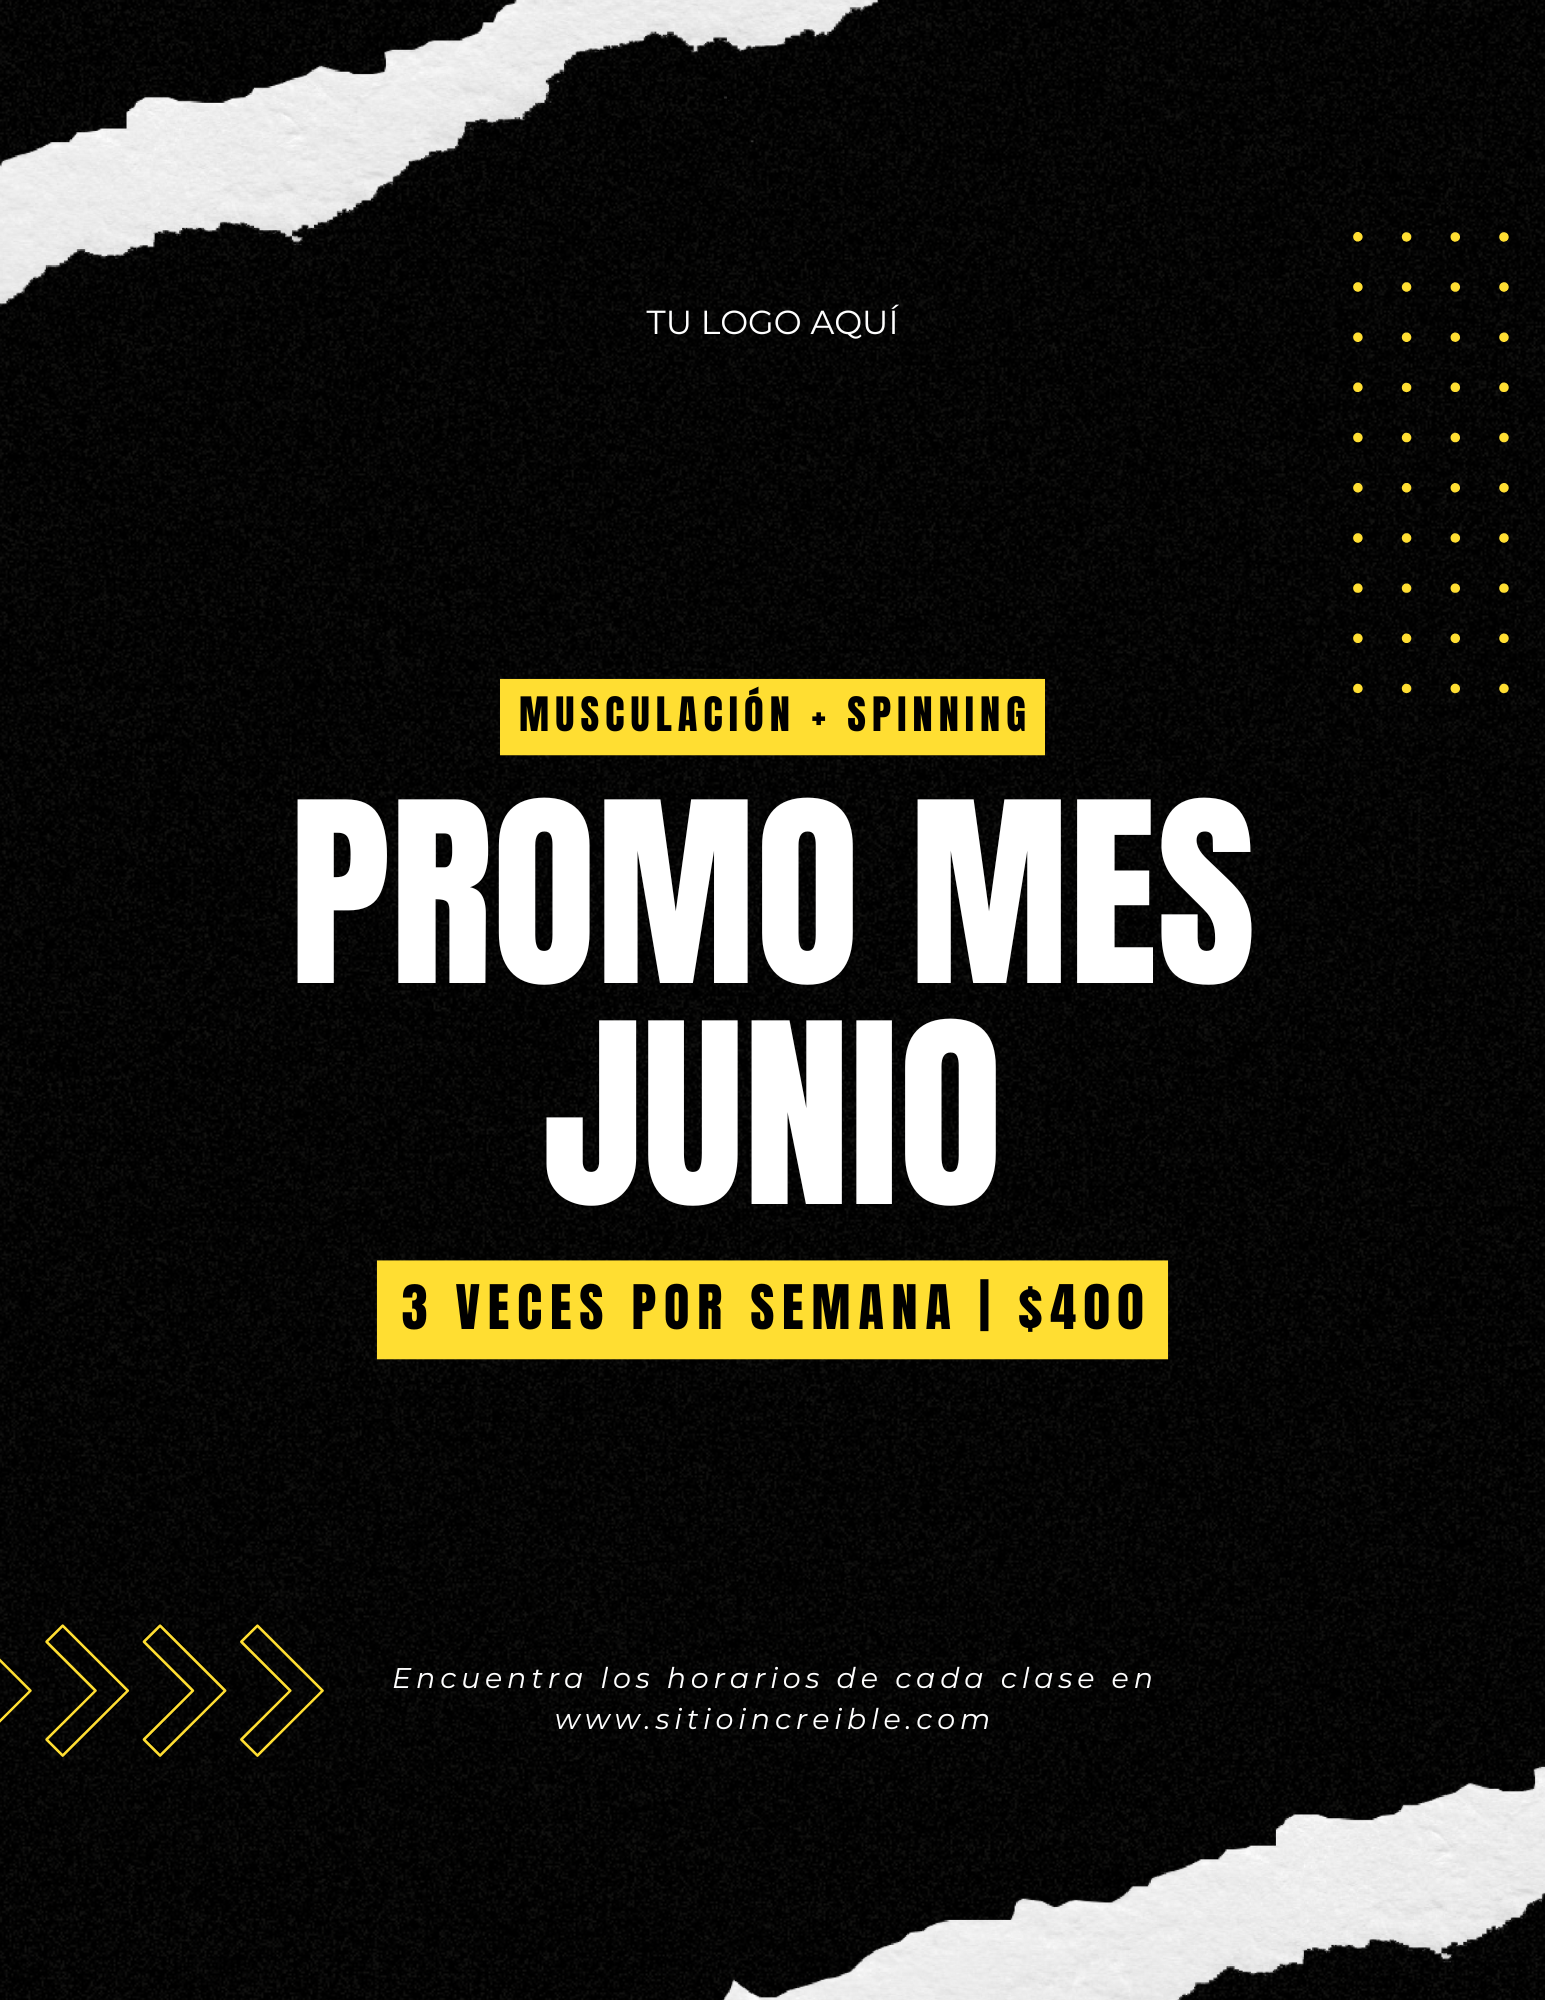 TU LOGO AQUÍ
MUSCULACIÓN + SPINNING
PROMO MES
JUNIO
3 VECES POR SEMANA | $400
Encuentra los horarios de cada clase en
www.sitioincreible.com